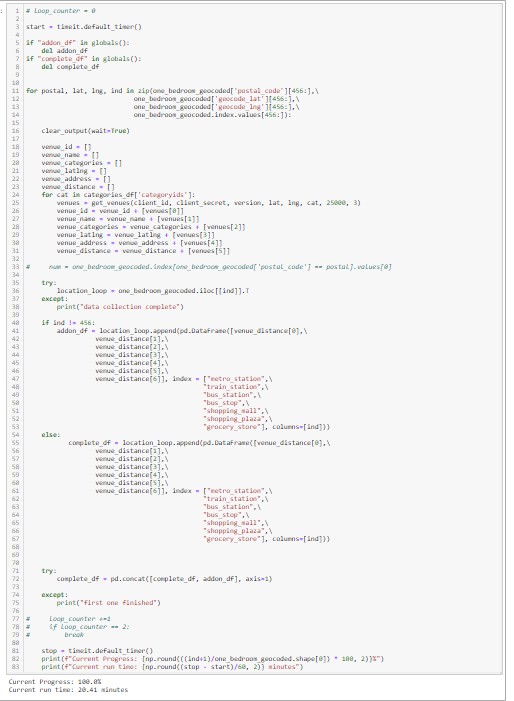 1 # loop_counter = 0
2
3 start = timeit.default_timer()
4
5 if "addon_df" in globals():
6     del addon_df
7 if "complete_df" in globals():
8     del complete_df
9
10
11 for postal, lat, lng, ind in zip(one_bedroom_geocoded['postal_code'][456:],\
12                                  one_bedroom_geocoded['geocode_lat'][456:],\
13                                  one_bedroom_geocoded['geocode_lng'][456:],\
14                                  one_bedroom_geocoded.index.values[456:]):
15
16     clear_output(wait=True)
17
18     venue_id = []
19     venue_name = []
20     venue_categories = []
21     venue_latlng = []
22     venue_address = []
23     venue_distance = []
24     for cat in categories_df['categoryids']:
25         venues = get_venues(client_id, client_secret, version, lat, lng, cat, 25000, 3)
26         venue_id = venue_id + [venues[0]]
27         venue_name = venue_name + [venues[1]]
28         venue_categories = venue_categories + [venues[2]]
29         venue_latlng = venue_latlng + [venues[3]]
30         venue_address = venue_address + [venues[4]]
31         venue_distance = venue_distance + [venues[5]]
32
33 #     num = one_bedroom_geocoded.index[one_bedroom_geocoded['postal_code'] == postal].values[0]
34
35     try:
36         location_loop = one_bedroom_geocoded.iloc[[ind]].T
37     except:
38         print("data collection complete")
39
40     if ind != 456:
41         addon_df = location_loop.append(pd.DataFrame([venue_distance[0],\
42                    venue_distance[1],\
43                    venue_distance[2],\
44                    venue_distance[3],\
45                    venue_distance[4],\
46                    venue_distance[5],\
47                    venue_distance[6]], index = ["metro_station",\
48                                                 "train_station",\
49                                                 "bus_station",\
50                                                 "bus_stop",\
51                                                 "shopping_mall",\
52                                                 "shopping_plaza",\
53                                                 "grocery_store"], columns=[ind]))
54     else:
55            complete_df = location_loop.append(pd.DataFrame([venue_distance[0],\
56                    venue_distance[1],\
57                    venue_distance[2],\
58                    venue_distance[3],\
59                    venue_distance[4],\
60                    venue_distance[5],\
61                    venue_distance[6]], index = ["metro_station",\
62                                                 "train_station",\
63                                                 "bus_station",\
64                                                 "bus_stop",\
65                                                 "shopping_mall",\
66                                                 "shopping_plaza",\
67                                                 "grocery_store"], columns=[ind]))
68
69
70
71     try:
72         complete_df = pd.concat([complete_df, addon_df], axis=1)
73
74     except:
75         print("first one finished")
76
77 #     loop_counter +=1
78 #     if loop_counter == 2:
79 #         break
80
81     stop = timeit.default_timer()
82     print(f"Current Progress: {np.round(((ind+1)/one_bedroom_geocoded.shape[0]) * 100, 2)}%")
83     print(f"Current run time: {np.round((stop - start)/60, 2)} minutes")
Current Progress: 100.0%
Current run time: 20.41 minutes